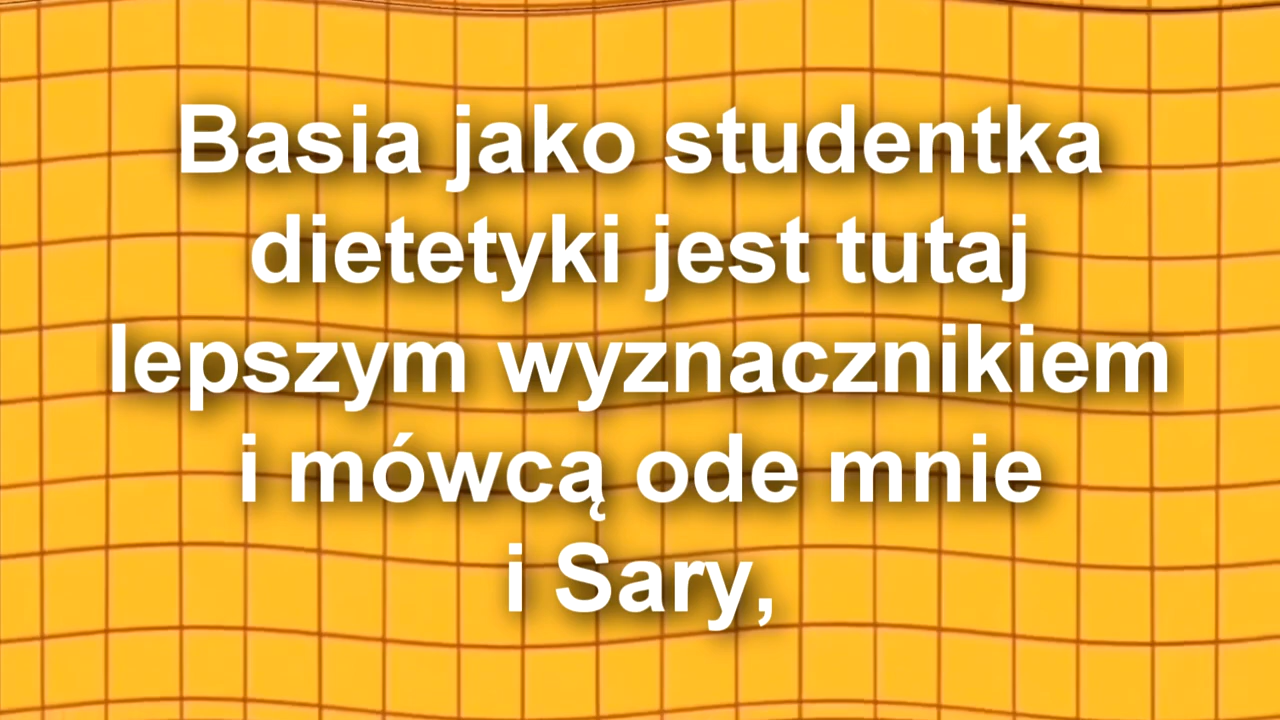 Basia jako studentka
dietetyki jest tutaj
lepszym wyznacznikiem
i mówcą ode mnie
i Sary,